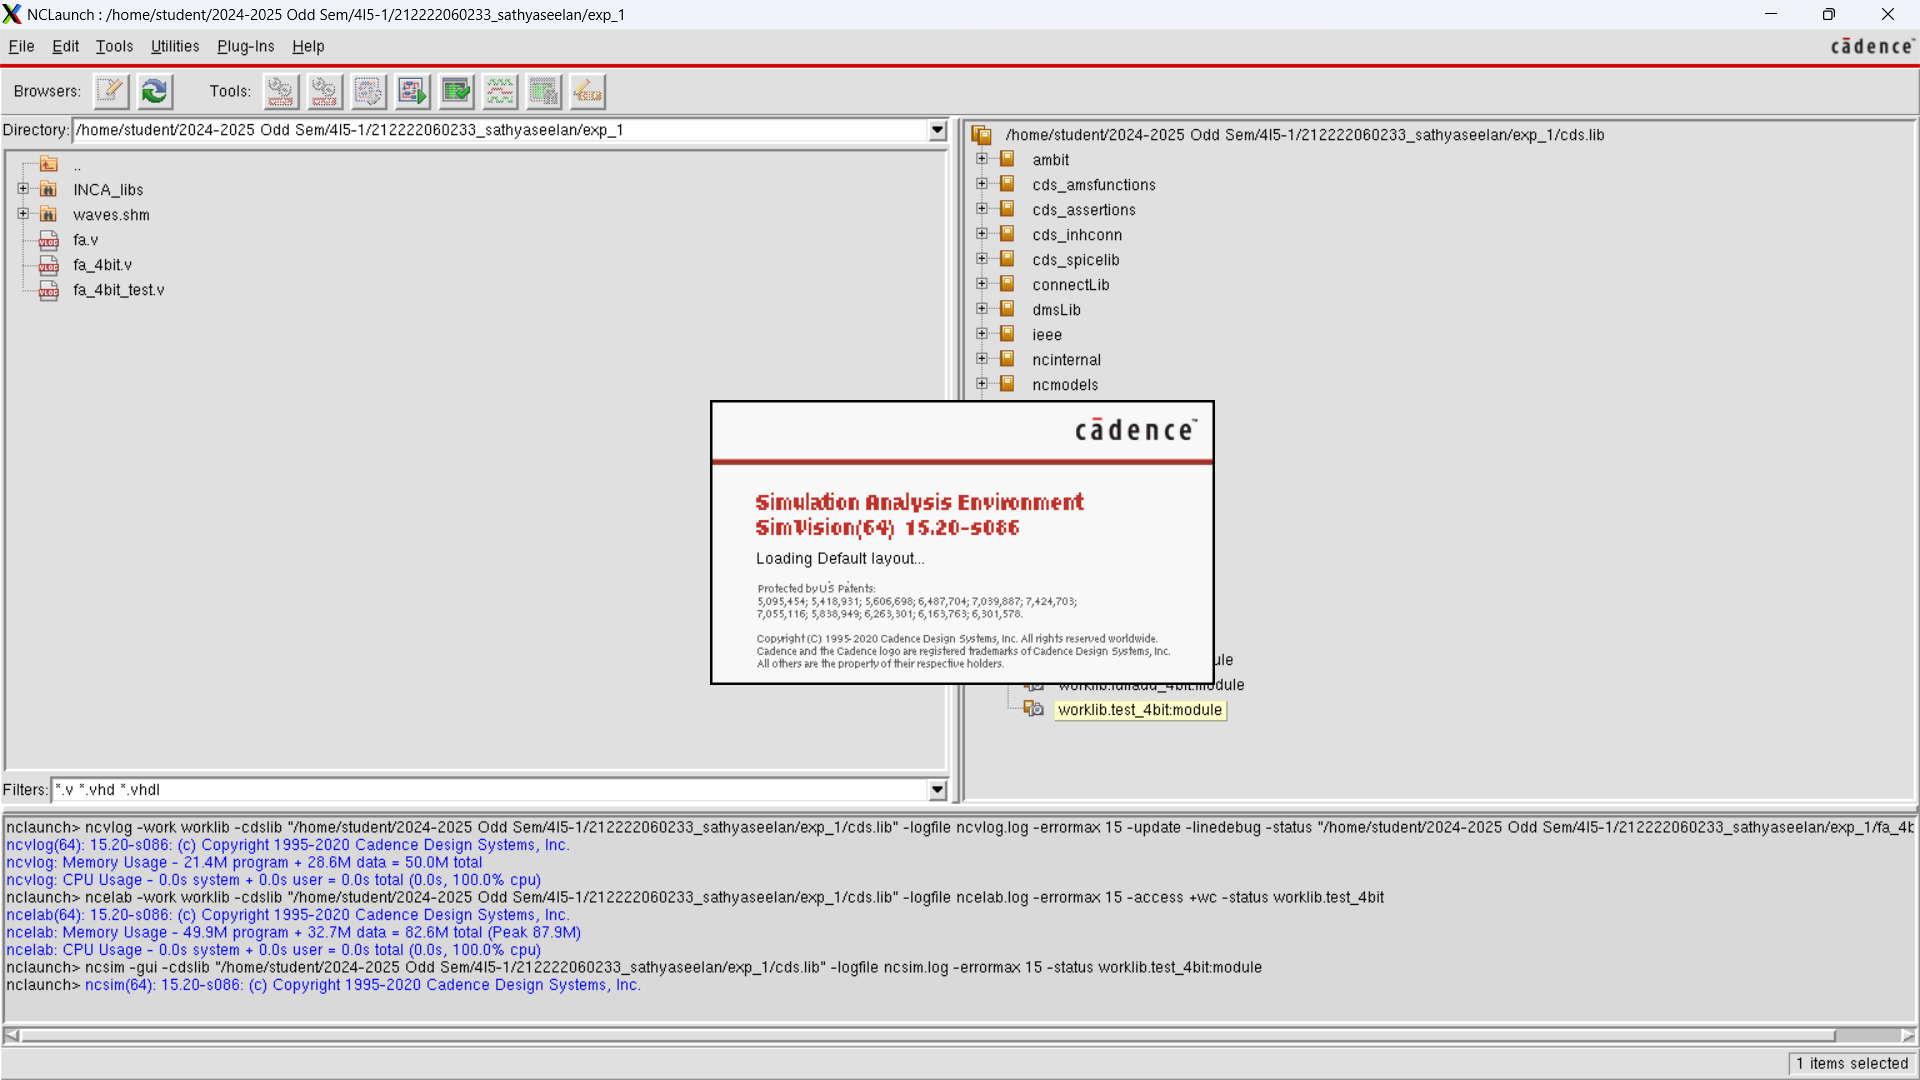 NCLaunch : /home/student/2024-2025 Odd Sem/4I5-1/212222060233_sathyaseelan/exp_1
File Edit Tools Utilities Plug-Ins Help
cādence™
Browsers: Tools:
Directory: /home/student/2024-2025 Odd Sem/4I5-1/212222060233_sathyaseelan/exp_1
..
INCA_libs
waves.shm
VLOG fa.v
VLOG fa_4bit.v
VLOG fa_4bit_test.v
/home/student/2024-2025 Odd Sem/4I5-1/212222060233_sathyaseelan/exp_1/cds.lib
ambit
cds_amsfunctions
cds_assertions
cds_inhconn
cds_spicelib
connectLib
dmsLib
ieee
ncinternal
ncmodels
cādence™
Simulation Analysis Environment
SimVision(64) 15.20-s086
Loading Default layout...
Protected by US Patents:
5,095,454; 5,418,931; 5,606,698; 6,487,704; 7,039,887; 7,424,703;
7,055,116; 5,838,949; 6,263,301; 6,163,763; 6,301,578.
Copyright (C) 1995-2020 Cadence Design Systems, Inc. All rights reserved worldwide.
Cadence and the Cadence logo are registered trademarks of Cadence Design Systems, Inc.
All others are the property of their respective holders.
ule
worklib.fulladd_4bit:module
worklib.test_4bit:module
Filters: *.v *.vhd *.vhdl
nclaunch> ncvlog -work worklib -cdslib "/home/student/2024-2025 Odd Sem/4I5-1/212222060233_sathyaseelan/exp_1/cds.lib" -logfile ncvlog.log -errormax 15 -update -linedebug -status "/home/student/2024-2025 Odd Sem/4I5-1/212222060233_sathyaseelan/exp_1/fa_4b
ncvlog(64): 15.20-s086: (c) Copyright 1995-2020 Cadence Design Systems, Inc.
ncvlog: Memory Usage - 21.4M program + 28.6M data = 50.0M total
ncvlog: CPU Usage - 0.0s system + 0.0s user = 0.0s total (0.0s, 100.0% cpu)
nclaunch> ncelab -work worklib -cdslib "/home/student/2024-2025 Odd Sem/4I5-1/212222060233_sathyaseelan/exp_1/cds.lib" -logfile ncelab.log -errormax 15 -access +wc -status worklib.test_4bit
ncelab(64): 15.20-s086: (c) Copyright 1995-2020 Cadence Design Systems, Inc.
ncelab: Memory Usage - 49.9M program + 32.7M data = 82.6M total (Peak 87.9M)
ncelab: CPU Usage - 0.0s system + 0.0s user = 0.0s total (0.0s, 100.0% cpu)
nclaunch> ncsim -gui -cdslib "/home/student/2024-2025 Odd Sem/4I5-1/212222060233_sathyaseelan/exp_1/cds.lib" -logfile ncsim.log -errormax 15 -status worklib.test_4bit:module
nclaunch> ncsim(64): 15.20-s086: (c) Copyright 1995-2020 Cadence Design Systems, Inc.
1 items selected